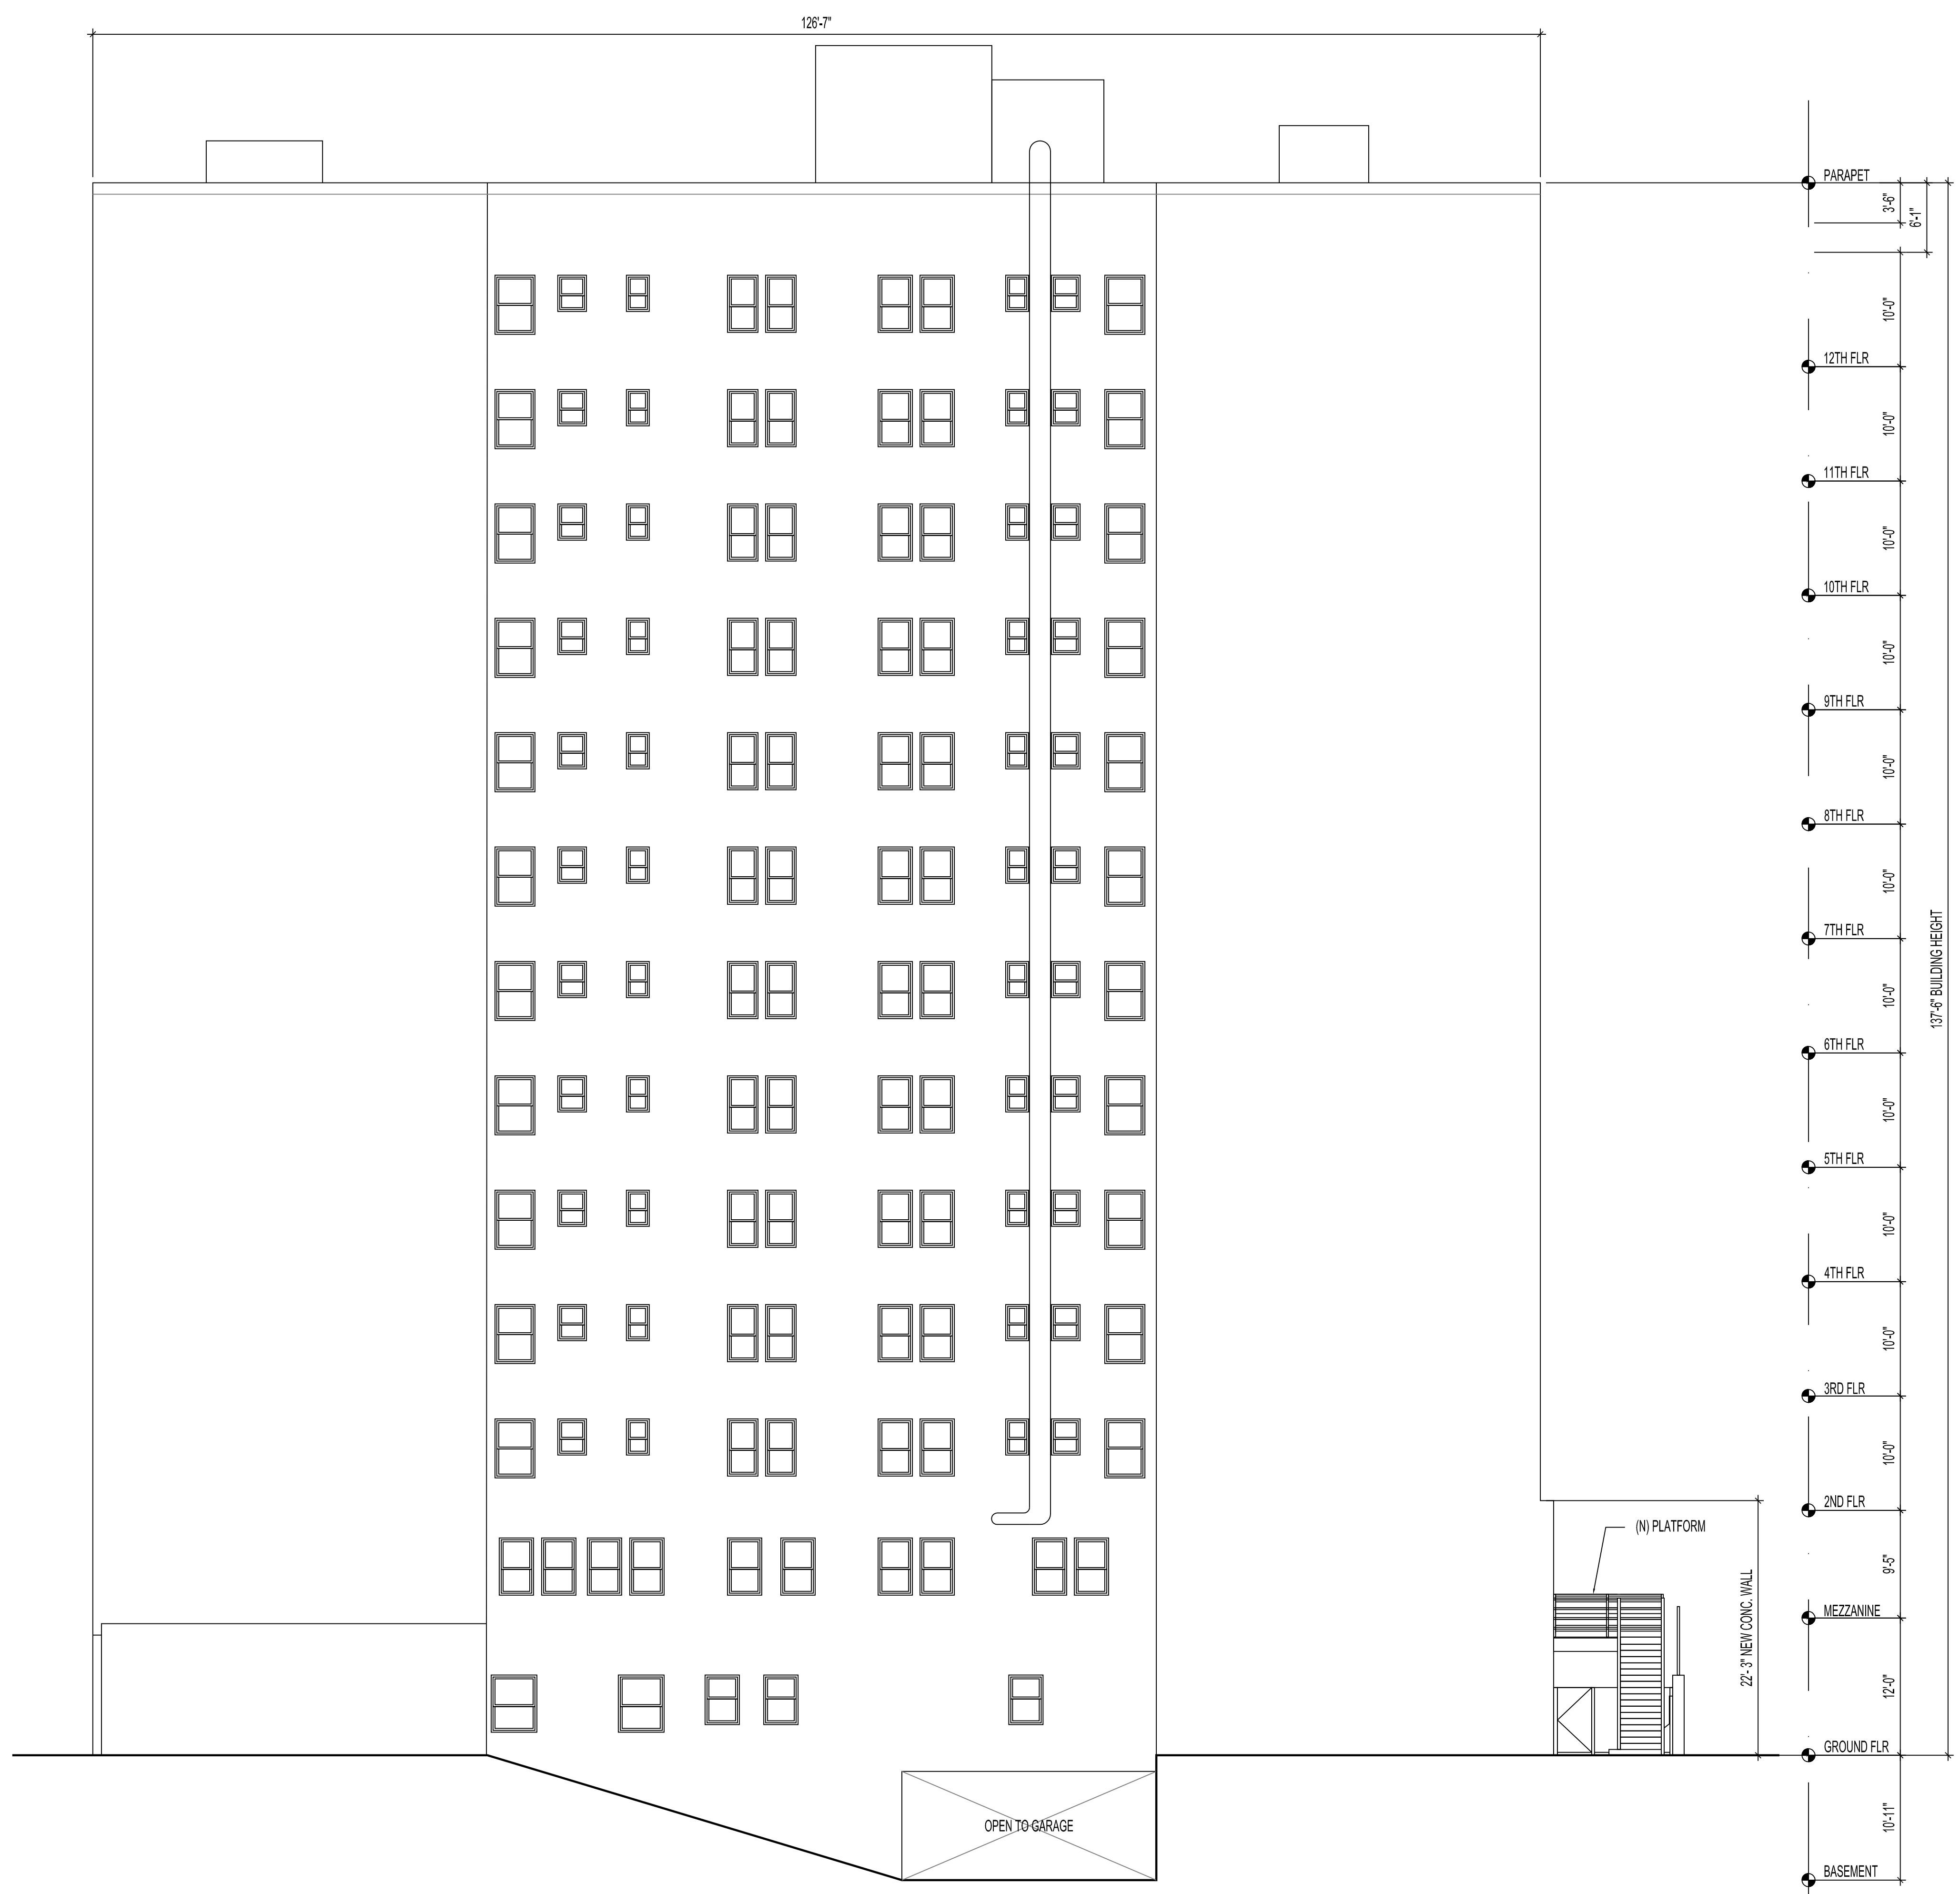 126'-7"
PARAPET
3'-6"
6'-1"
10'-0"
12TH FLR
10'-0"
11TH FLR
10'-0"
10TH FLR
10'-0"
9TH FLR
10'-0"
8TH FLR
10'-0"
7TH FLR
137'-6" BUILDING HEIGHT
10'-0"
6TH FLR
10'-0"
5TH FLR
10'-0"
4TH FLR
10'-0"
3RD FLR
10'-0"
2ND FLR
(N) PLATFORM
9'-5"
22'- 3" NEW CONC. WALL
MEZZANINE
12'-0"
GROUND FLR
OPEN TO GARAGE
10'-11"
BASEMENT